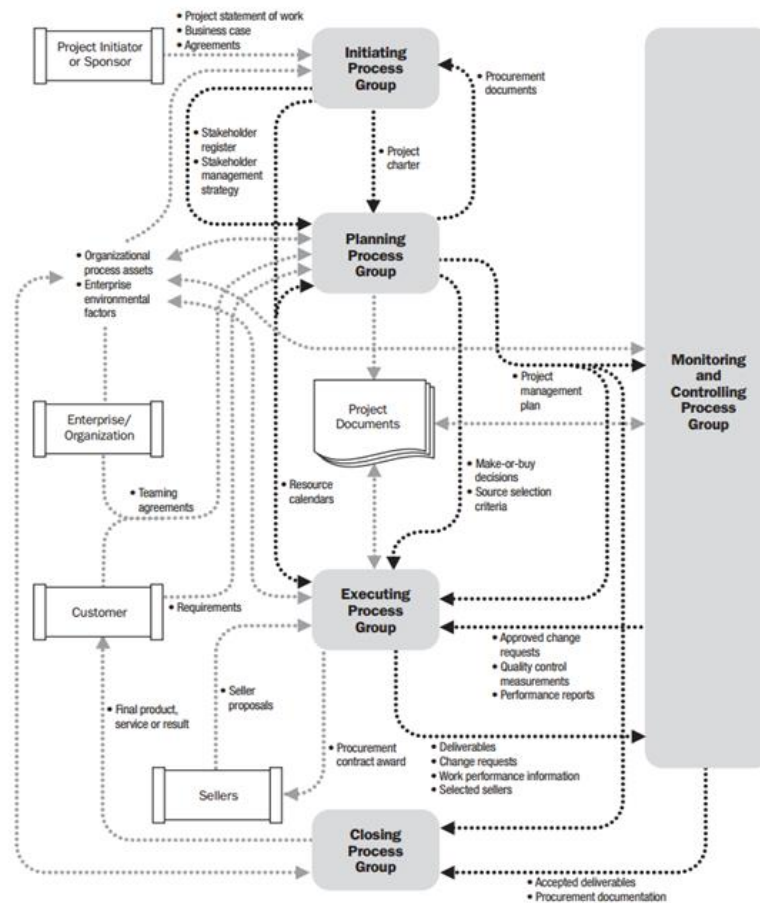 • Project statement of work
• Business case
• Agreements
Project Initiator
or Sponsor
Initiating
Process
Group
• Procurement
documents
• Stakeholder
register
• Stakeholder
management
strategy
• Project
charter
Planning
Process
Group
• Organizational
process assets
• Enterprise
environmental
factors
Monitoring
and
Controlling
Process
Group
• Project
management
plan
Enterprise/
Organization
Project
Documents
• Teaming
agreements
• Resource
calendars
• Make-or-buy
decisions
• Source selection
criteria
Customer
• Requirements
Executing
Process
Group
• Approved change
requests
• Quality control
measurements
• Performance reports
• Final product,
service or result
• Seller
proposals
• Procurement
contract award
• Deliverables
• Change requests
• Work performance information
• Selected sellers
Sellers
Closing
Process
Group
• Accepted deliverables
• Procurement documentation